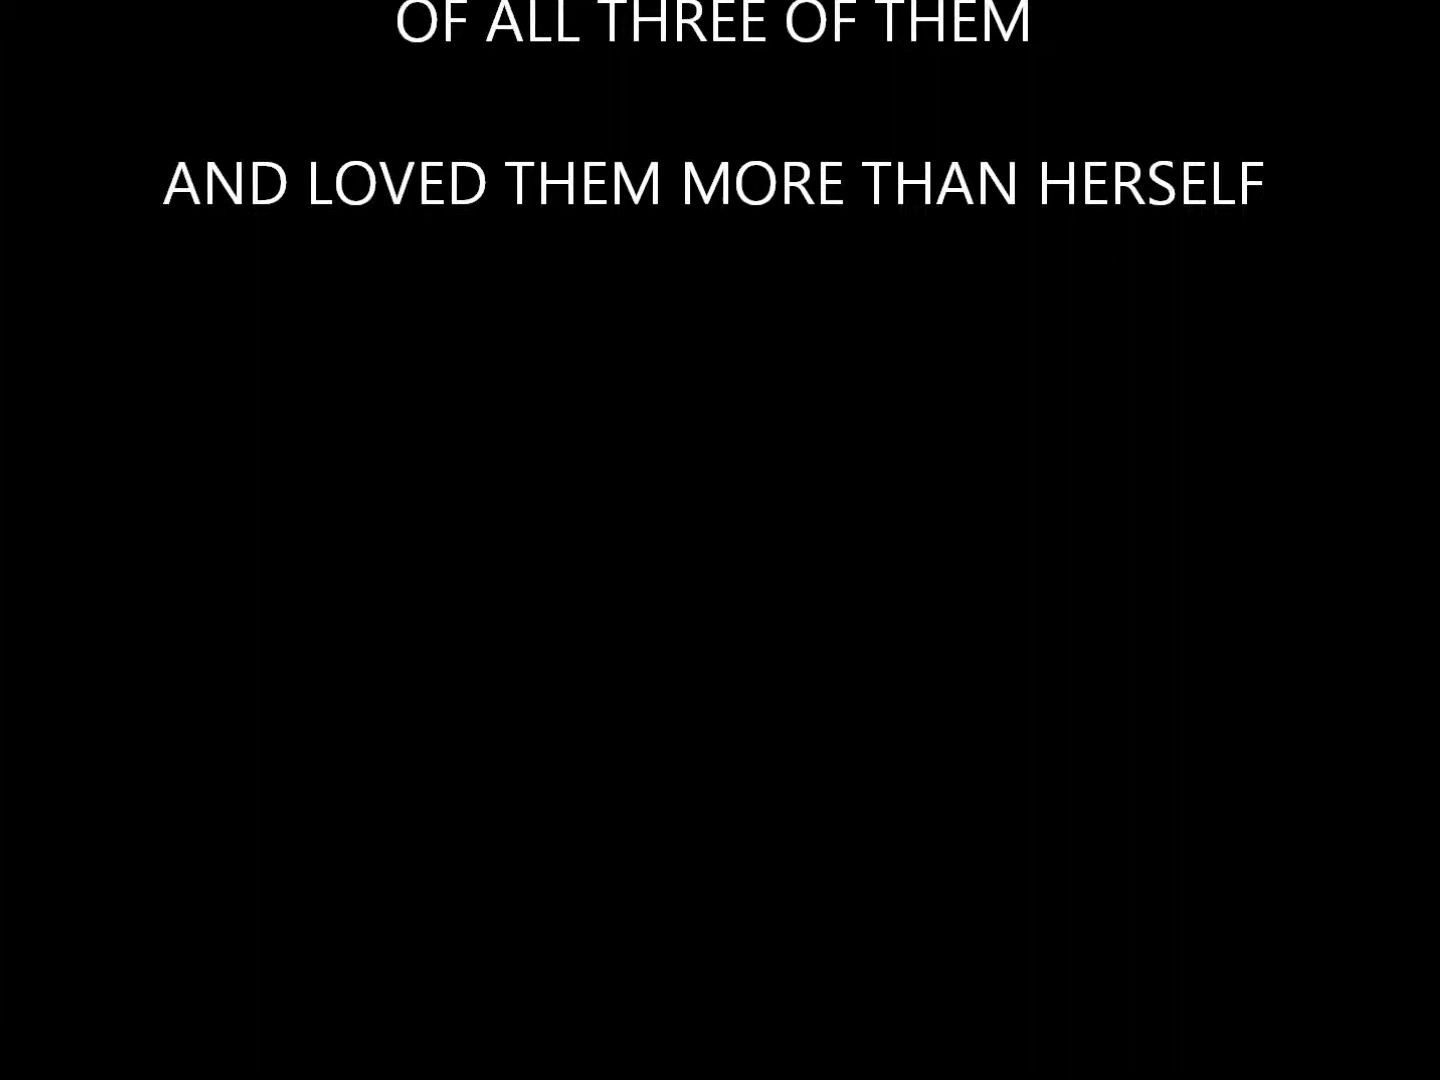 OF ALL THREE OF THEM
AND LOVED THEM MORE THAN HERSELF